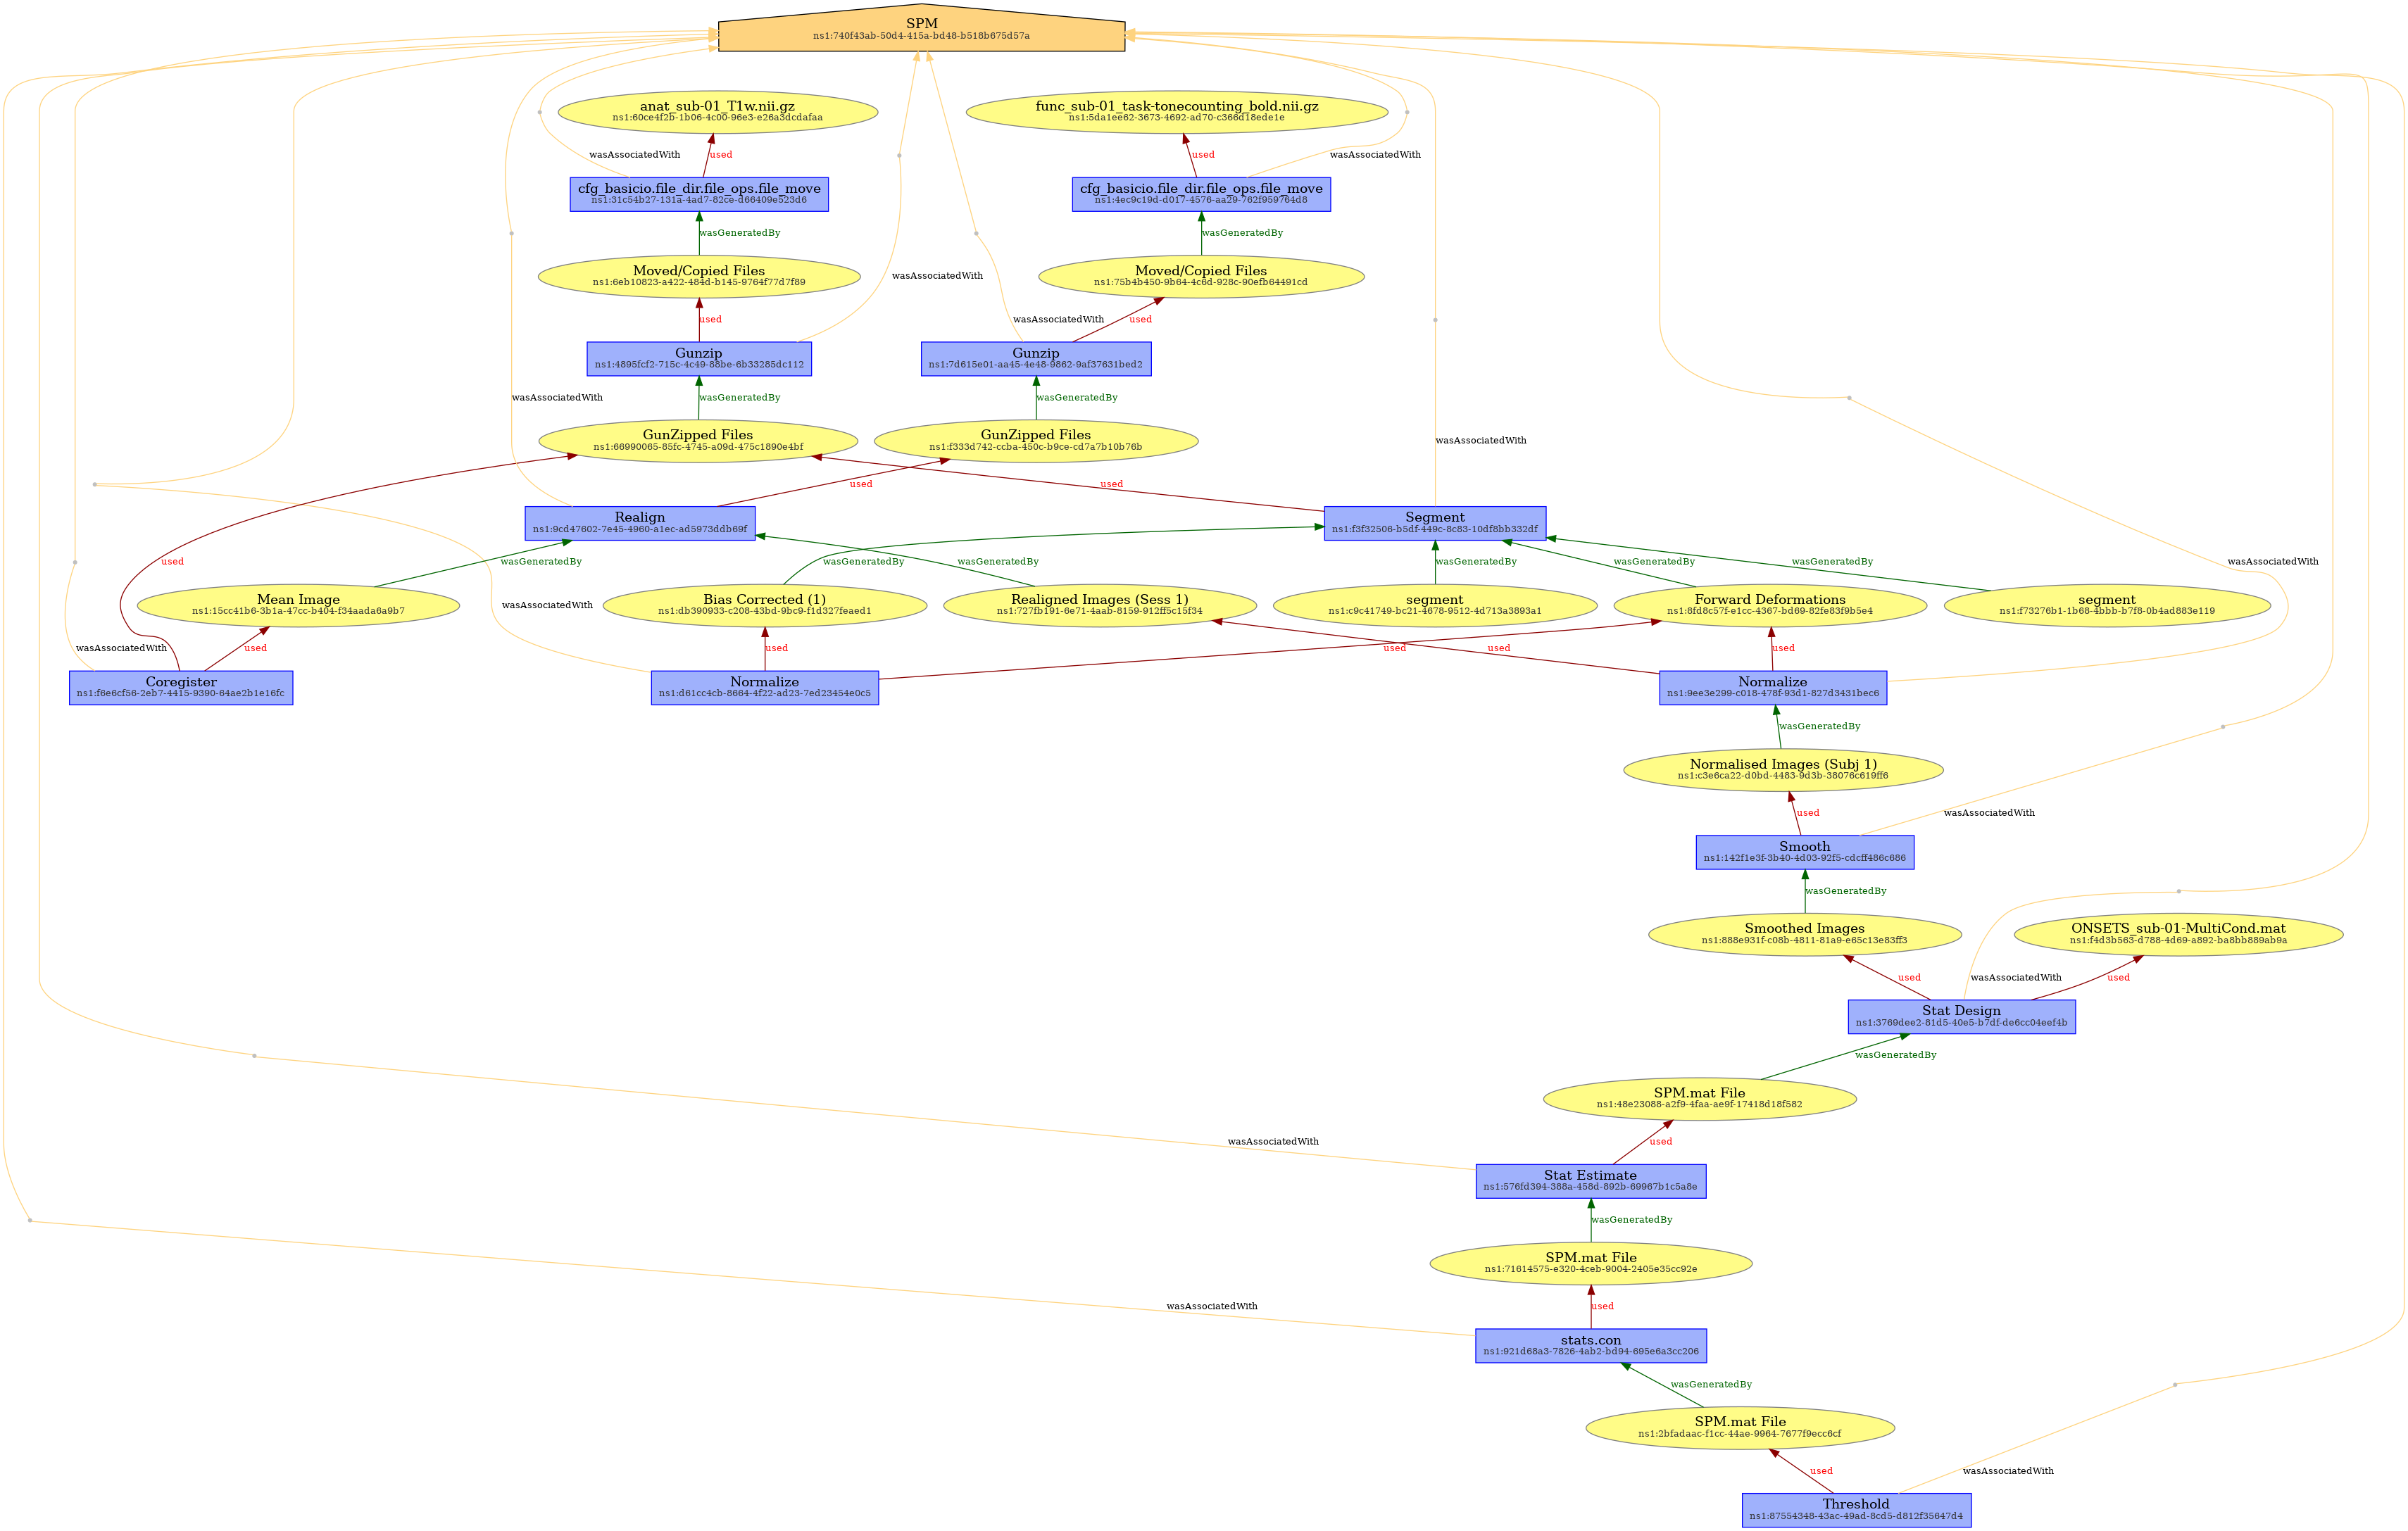 SPM
ns1:740f43ab-50d4-415a-bd48-b518b675d57a
anat_sub-01_T1w.nii.gz
ns1:60ce4f2b-1b06-4c00-96e3-e26a3dcdafaa
func_sub-01_task-tonecounting_bold.nii.gz
ns1:5da1ee62-3673-4692-ad70-c366d18ede1e
wasAssociatedWith
used
used
wasAssociatedWith
cfg_basicio.file_dir.file_ops.file_move
ns1:31c54b27-131a-4ad7-82ce-d66409e523d6
cfg_basicio.file_dir.file_ops.file_move
ns1:4ec9c19d-d017-4576-aa29-762f959764d8
wasGeneratedBy
wasGeneratedBy
Moved/Copied Files
ns1:6eb10823-a422-484d-b145-9764f77d7f89
wasAssociatedWith
Moved/Copied Files
ns1:75b4b450-9b64-4c6d-928c-90efb64491cd
used
wasAssociatedWith
used
Gunzip
ns1:4895fcf2-715c-4c49-88be-6b33285dc112
Gunzip
ns1:7d615e01-aa45-4e48-9862-9af37631bed2
wasAssociatedWith
wasGeneratedBy
wasGeneratedBy
GunZipped Files
ns1:66990065-85fc-4745-a09d-475c1890e4bf
GunZipped Files
ns1:f333d742-ccba-450c-b9ce-cd7a7b10b76b
wasAssociatedWith
used
used
Realign
ns1:9cd47602-7e45-4960-a1ec-ad5973ddb69f
Segment
ns1:f3f32506-b5df-449c-8c83-10df8bb332df
used
wasGeneratedBy
wasGeneratedBy
wasGeneratedBy
wasGeneratedBy
wasGeneratedBy
wasGeneratedBy
wasAssociatedWith
Mean Image
ns1:15cc41b6-3b1a-47cc-b404-f34aada6a9b7
wasAssociatedWith
Bias Corrected (1)
ns1:db390933-c208-43bd-9bc9-f1d327feaed1
Realigned Images (Sess 1)
ns1:727fb191-6e71-4aab-8159-912ff5c15f34
segment
ns1:c9c41749-bc21-4678-9512-4d713a3893a1
Forward Deformations
ns1:8fd8c57f-e1cc-4367-bd69-82fe83f9b5e4
segment
ns1:f73276b1-1b68-4bbb-b7f8-0b4ad883e119
wasAssociatedWith
used
used
used
used
used
Coregister
ns1:f6e6cf56-2eb7-4415-9390-64ae2b1e16fc
Normalize
ns1:d61cc4cb-8664-4f22-ad23-7ed23454e0c5
Normalize
ns1:9ee3e299-c018-478f-93d1-827d3431bec6
wasGeneratedBy
Normalised Images (Subj 1)
ns1:c3e6ca22-d0bd-4483-9d3b-38076c619ff6
used
wasAssociatedWith
Smooth
ns1:142f1e3f-3b40-4d03-92f5-cdcff486c686
wasGeneratedBy
Smoothed Images
ns1:888e931f-c08b-4811-81a9-e65c13e83ff3
ONSETS_sub-01-MultiCond.mat
ns1:f4d3b563-d788-4d69-a892-ba8bb889ab9a
used
wasAssociatedWith
used
Stat Design
ns1:3769dee2-81d5-40e5-b7df-de6cc04eef4b
wasGeneratedBy
SPM.mat File
ns1:48e23088-a2f9-4faa-ae9f-17418d18f582
wasAssociatedWith
used
Stat Estimate
ns1:576fd394-388a-458d-892b-69967b1c5a8e
wasGeneratedBy
SPM.mat File
ns1:71614575-e320-4ceb-9004-2405e35cc92e
wasAssociatedWith
used
stats.con
ns1:921d68a3-7826-4ab2-bd94-695e6a3cc206
wasGeneratedBy
SPM.mat File
ns1:2bfadaac-f1cc-44ae-9964-7677f9ecc6cf
used
wasAssociatedWith
Threshold
ns1:87554348-43ac-49ad-8cd5-d812f35647d4